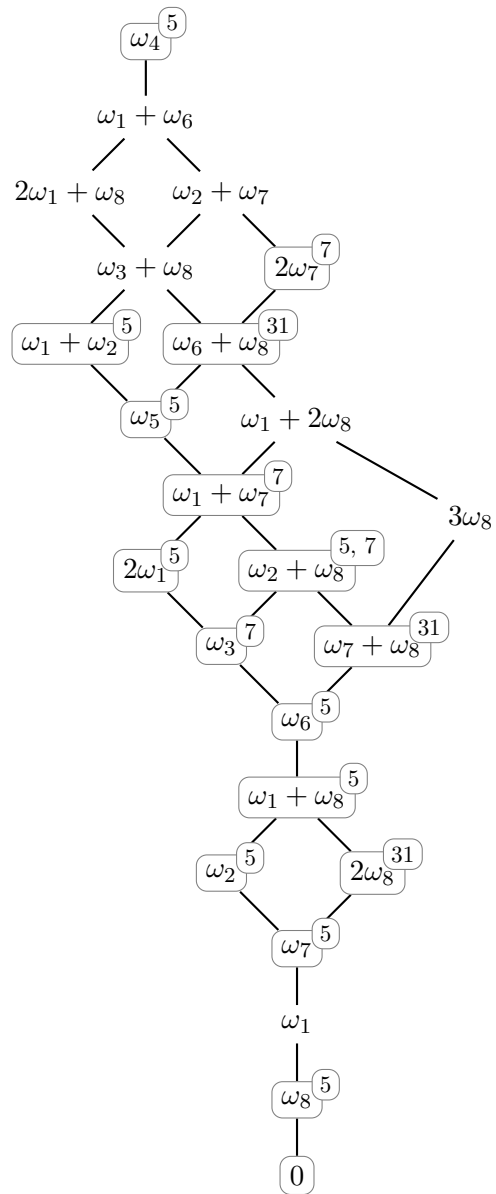 ω₄ 5
ω₁ + ω₆
2ω₁ + ω₈ ω₂ + ω₇
ω₃ + ω₈ 2ω₇ 7
ω₁ + ω₂ 5 ω₆ + ω₈ 31
ω₅ 5 ω₁ + 2ω₈
ω₁ + ω₇ 7
3ω₈
2ω₁ 5 ω₂ + ω₈ 5, 7
ω₃ 7 ω₇ + ω₈ 31
ω₆ 5
ω₁ + ω₈ 5
ω₂ 5 2ω₈ 31
ω₇ 5
ω₁
ω₈ 5
0